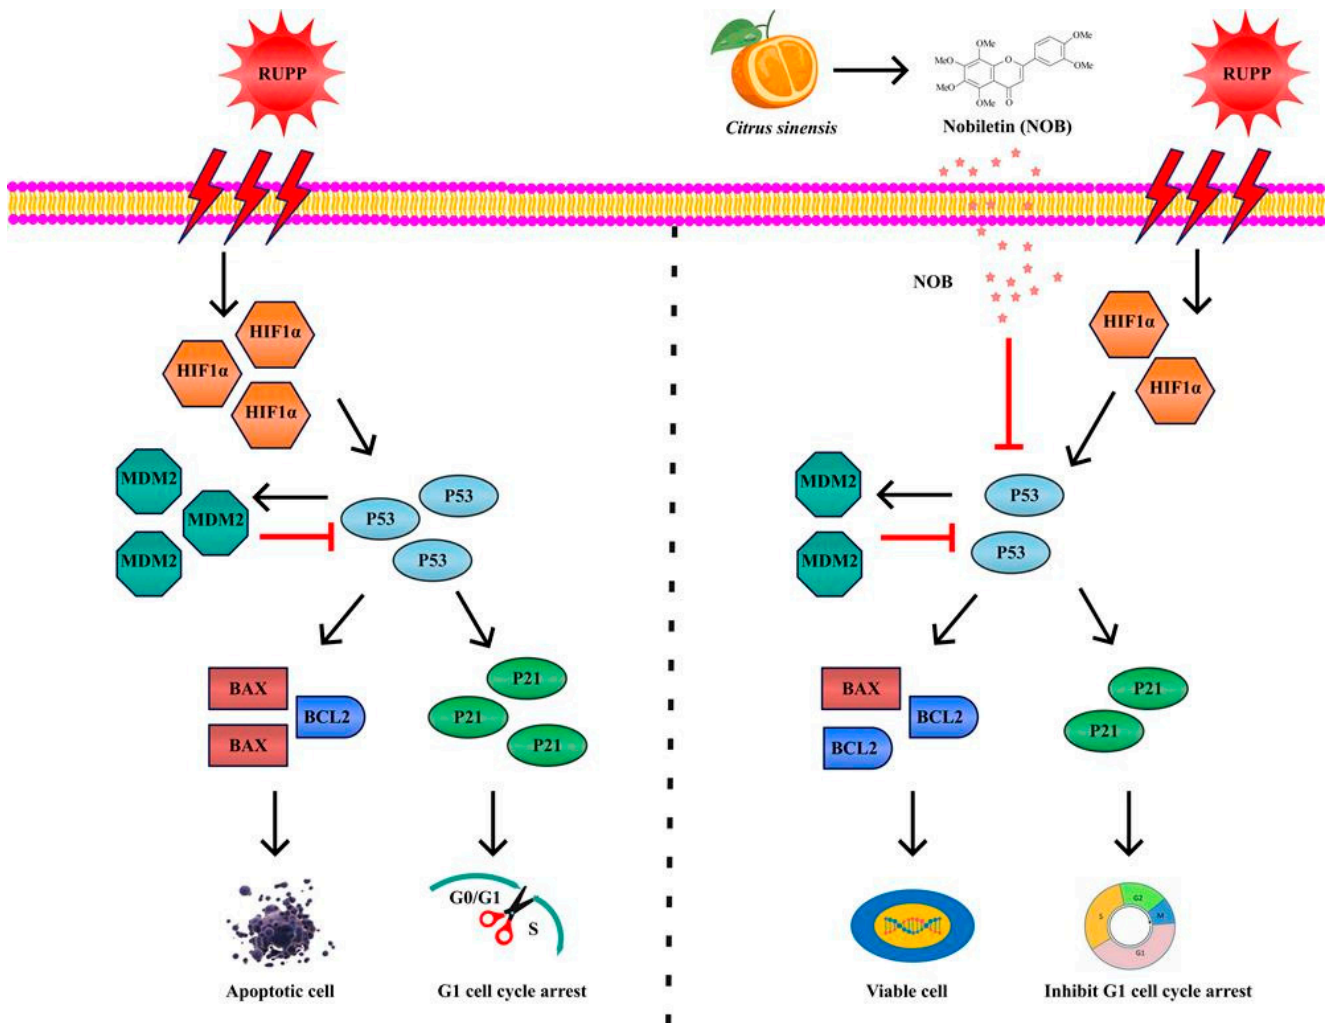 RUPP
HIF1α
HIF1α
HIF1α
MDM2
MDM2
MDM2
P53
P53
P53
BAX
BAX
BCL2
P21
P21
P21
G0/G1
S
Apoptotic cell
G1 cell cycle arrest
Citrus sinensis
OMe
MeO
MeO
OMe
O
O
OMe
OMe
Nobiletin (NOB)
RUPP
NOB
HIF1α
HIF1α
MDM2
MDM2
P53
P53
BAX
BCL2
BCL2
P21
P21
S
G2
M
G1
Viable cell
Inhibit G1 cell cycle arrest